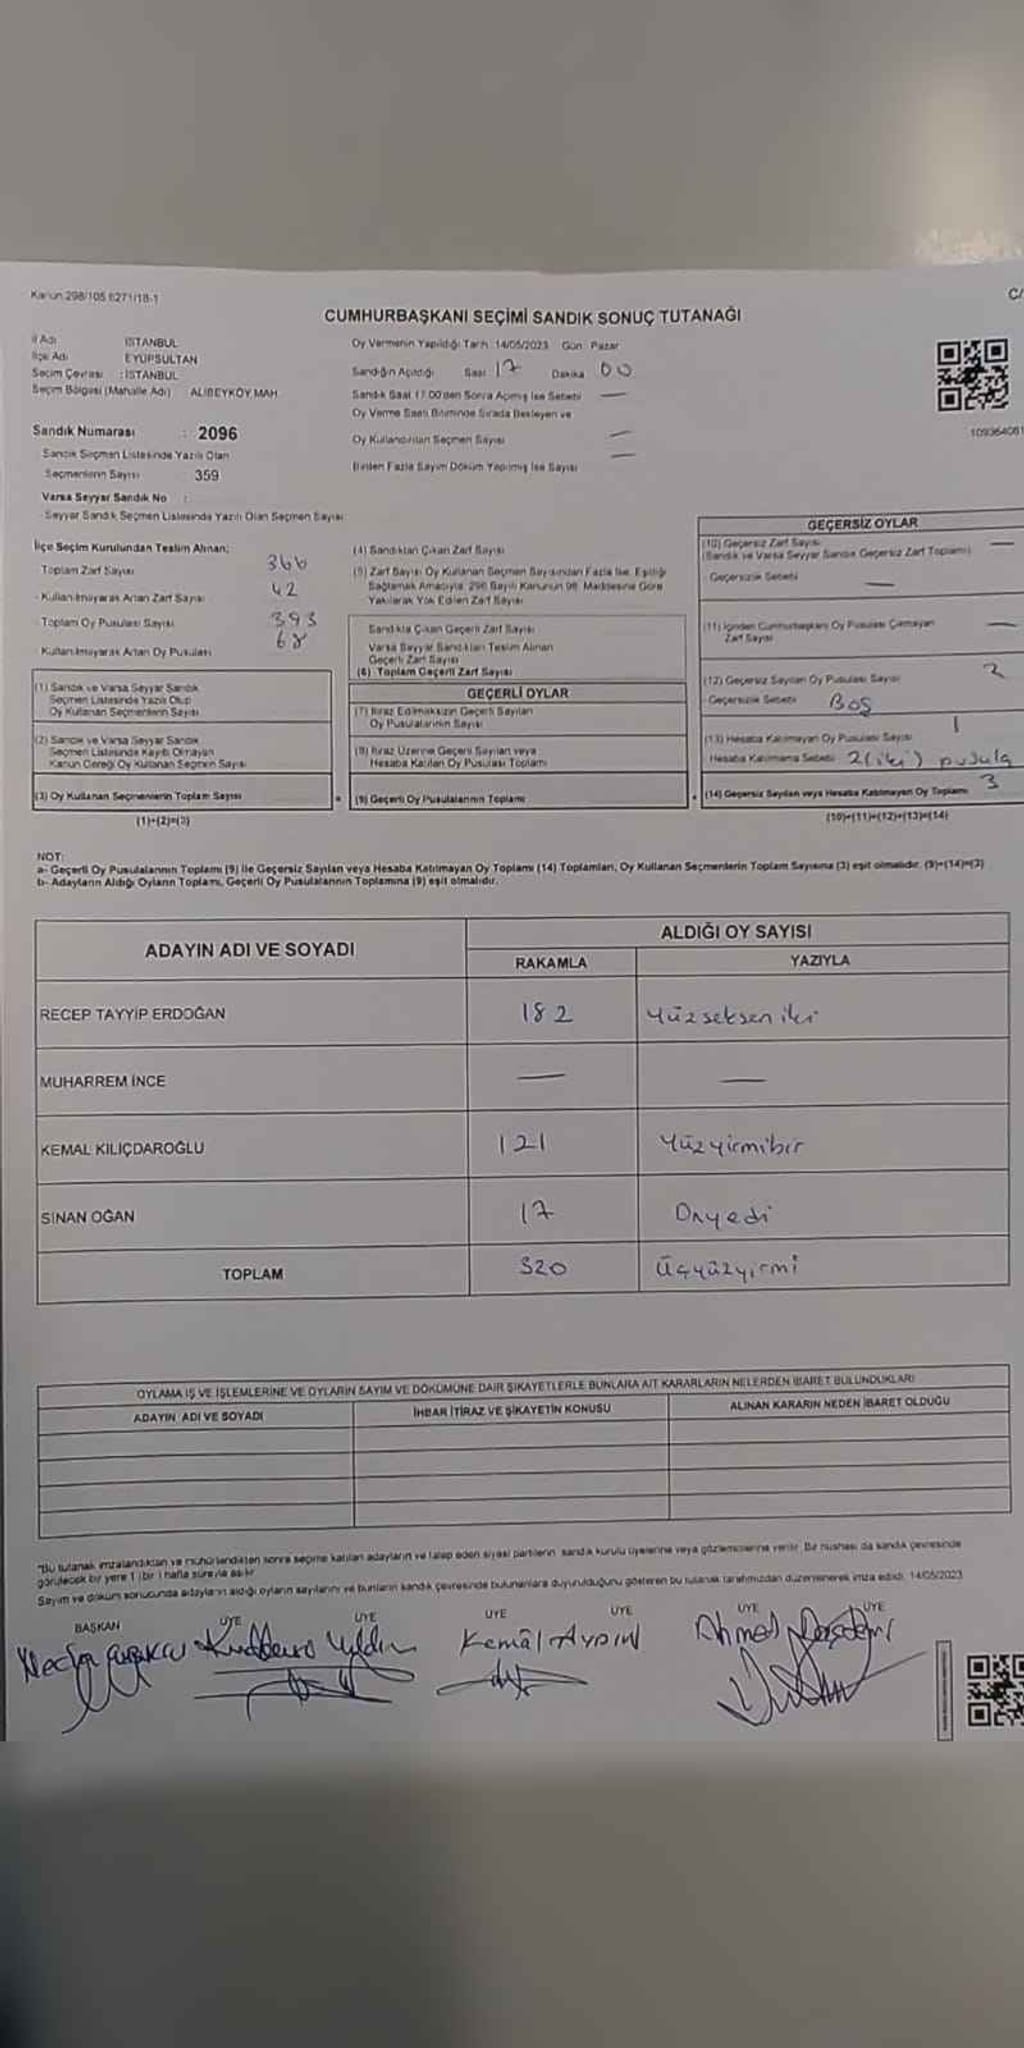 Kanun 298/105 6271/18-1
C/
CUMHURBAŞKANI SEÇİMİ SANDIK SONUÇ TUTANAĞI
İl Adı : İSTANBUL
İlçe Adı : EYÜPSULTAN
Seçim Çevresi : İSTANBUL
Seçim Bölgesi (Mahalle Adı) ALİBEYKÖY MAH.
Sandık Numarası : 2096
Sandık Seçmen Listesinde Yazılı Olan
Seçmenlerin Sayısı 359
Varsa Seyyar Sandık No :
Seyyar Sandık Seçmen Listesinde Yazılı Olan Seçmen Sayısı:
Oy Vermenin Yapıldığı Tarih: 14/05/2023 Gün: Pazar
Sandığın Açıldığı Saat 17 Dakika 00
Sandık Saat 17.00'den Sonra Açılmış İse Sebebi —
Oy Verme Saati Bitiminde Sırada Bekleyen ve
Oy Kullandırılan Seçmen Sayısı —
Birden Fazla Sayım Döküm Yapılmış İse Sayısı —
109364061
İlçe Seçim Kurulundan Teslim Alınan;
Toplam Zarf Sayısı 366
Kullanılmayarak Artan Zarf Sayısı 42
Toplam Oy Pusulası Sayısı 393
Kullanılmayarak Artan Oy Pusulası 68
(1) Sandık ve Varsa Seyyar Sandık
Seçmen Listesinde Yazılı Olup
Oy Kullanan Seçmenlerin Sayısı
(2) Sandık ve Varsa Seyyar Sandık
Seçmen Listesinde Kayıtlı Olmayan
Kanun Gereği Oy Kullanan Seçmen Sayısı
(3) Oy Kullanan Seçmenlerin Toplam Sayısı
(1)+(2)=(3)
(4) Sandıktan Çıkan Zarf Sayısı
(5) Zarf Sayısı Oy Kullanan Seçmen Sayısından Fazla İse, Eşitliği
Sağlamak Amacıyla, 298 Sayılı Kanunun 98. Maddesine Göre
Yakılarak Yok Edilen Zarf Sayısı
Sandıkta Çıkan Geçerli Zarf Sayısı
Varsa Seyyar Sandıktan Teslim Alınan
Geçerli Zarf Sayısı
(6) Toplam Geçerli Zarf Sayısı
GEÇERLİ OYLAR
(7) İtiraz Edilmeksizin Geçerli Sayılan
Oy Pusulalarının Sayısı
(8) İtiraz Üzerine Geçerli Sayılan veya
Hesaba Katılan Oy Pusulası Toplamı
(9) Geçerli Oy Pusulalarının Toplamı
GEÇERSİZ OYLAR
(10) Geçersiz Zarf Sayısı —
(Sandık ve Varsa Seyyar Sandık Geçersiz Zarf Toplamı)
Geçersizlik Sebebi —
(11) İçinden Cumhurbaşkanı Oy Pusulası Çıkmayan
Zarf Sayısı —
(12) Geçersiz Sayılan Oy Pusulası Sayısı 2
Geçersizlik Sebebi Boş
(13) Hesaba Katılmayan Oy Pusulası Sayısı 1
Hesaba Katılmama Sebebi 2(iki) pusula
(14) Geçersiz Sayılan veya Hesaba Katılmayan Oy Toplamı 3
(10)+(11)+(12)+(13)=(14)
NOT:
a- Geçerli Oy Pusulalarının Toplamı (9) ile Geçersiz Sayılan veya Hesaba Katılmayan Oy Toplamı (14) Toplamları, Oy Kullanan Seçmenlerin Toplam Sayısına (3) eşit olmalıdır. (9)+(14)=(3)
b- Adayların Aldığı Oyların Toplamı, Geçerli Oy Pusulalarının Toplamına (9) eşit olmalıdır.
ADAYIN ADI VE SOYADI
ALDIĞI OY SAYISI
RAKAMLA YAZIYLA
RECEP TAYYİP ERDOĞAN 182 Yüzseksen iki
MUHARREM İNCE — —
KEMAL KILIÇDAROĞLU 121 Yüzyirmibir
SİNAN OĞAN 17 Onyedi
TOPLAM 320 Üçyüzyirmi
OYLAMA İŞ VE İŞLEMLERİNE VE OYLARIN SAYIM VE DÖKÜMÜNE DAİR ŞİKAYETLERLE BUNLARA AİT KARARLARIN NELERDEN İBARET BULUNDUKLARI
ADAYIN ADI VE SOYADI İHBAR İTİRAZ VE ŞİKAYETİN KONUSU ALINAN KARARIN NEDEN İBARET OLDUĞU
"Bu tutanak imzalandıktan ve mühürlendikten sonra seçime katılan adayların ve talep eden siyasi partilerin sandık kurulu üyelerine veya gözlemcilerine verilir. Bir nüshası da sandık çevresinde
görülecek bir yere 1 (bir) hafta süreyle asılır.
Sayım ve döküm sonucunda adayların aldığı oyların sayılarını ve bunların sandık çevresinde bulunanlara duyurulduğunu gösteren bu tutanak tarafımızdan düzenlenerek imza edildi. 14/05/2023
BAŞKAN ÜYE ÜYE ÜYE ÜYE ÜYE ÜYE
Kemâl AYDIN Ahmed